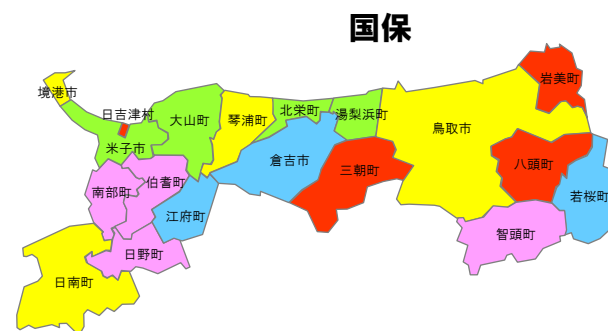 国保
岩美町
境港市
日吉津村
大山町
琴浦町
北栄町
湯梨浜町
鳥取市
米子市
倉吉市
三朝町
八頭町
南部町
伯耆町
若桜町
江府町
智頭町
日野町
日南町